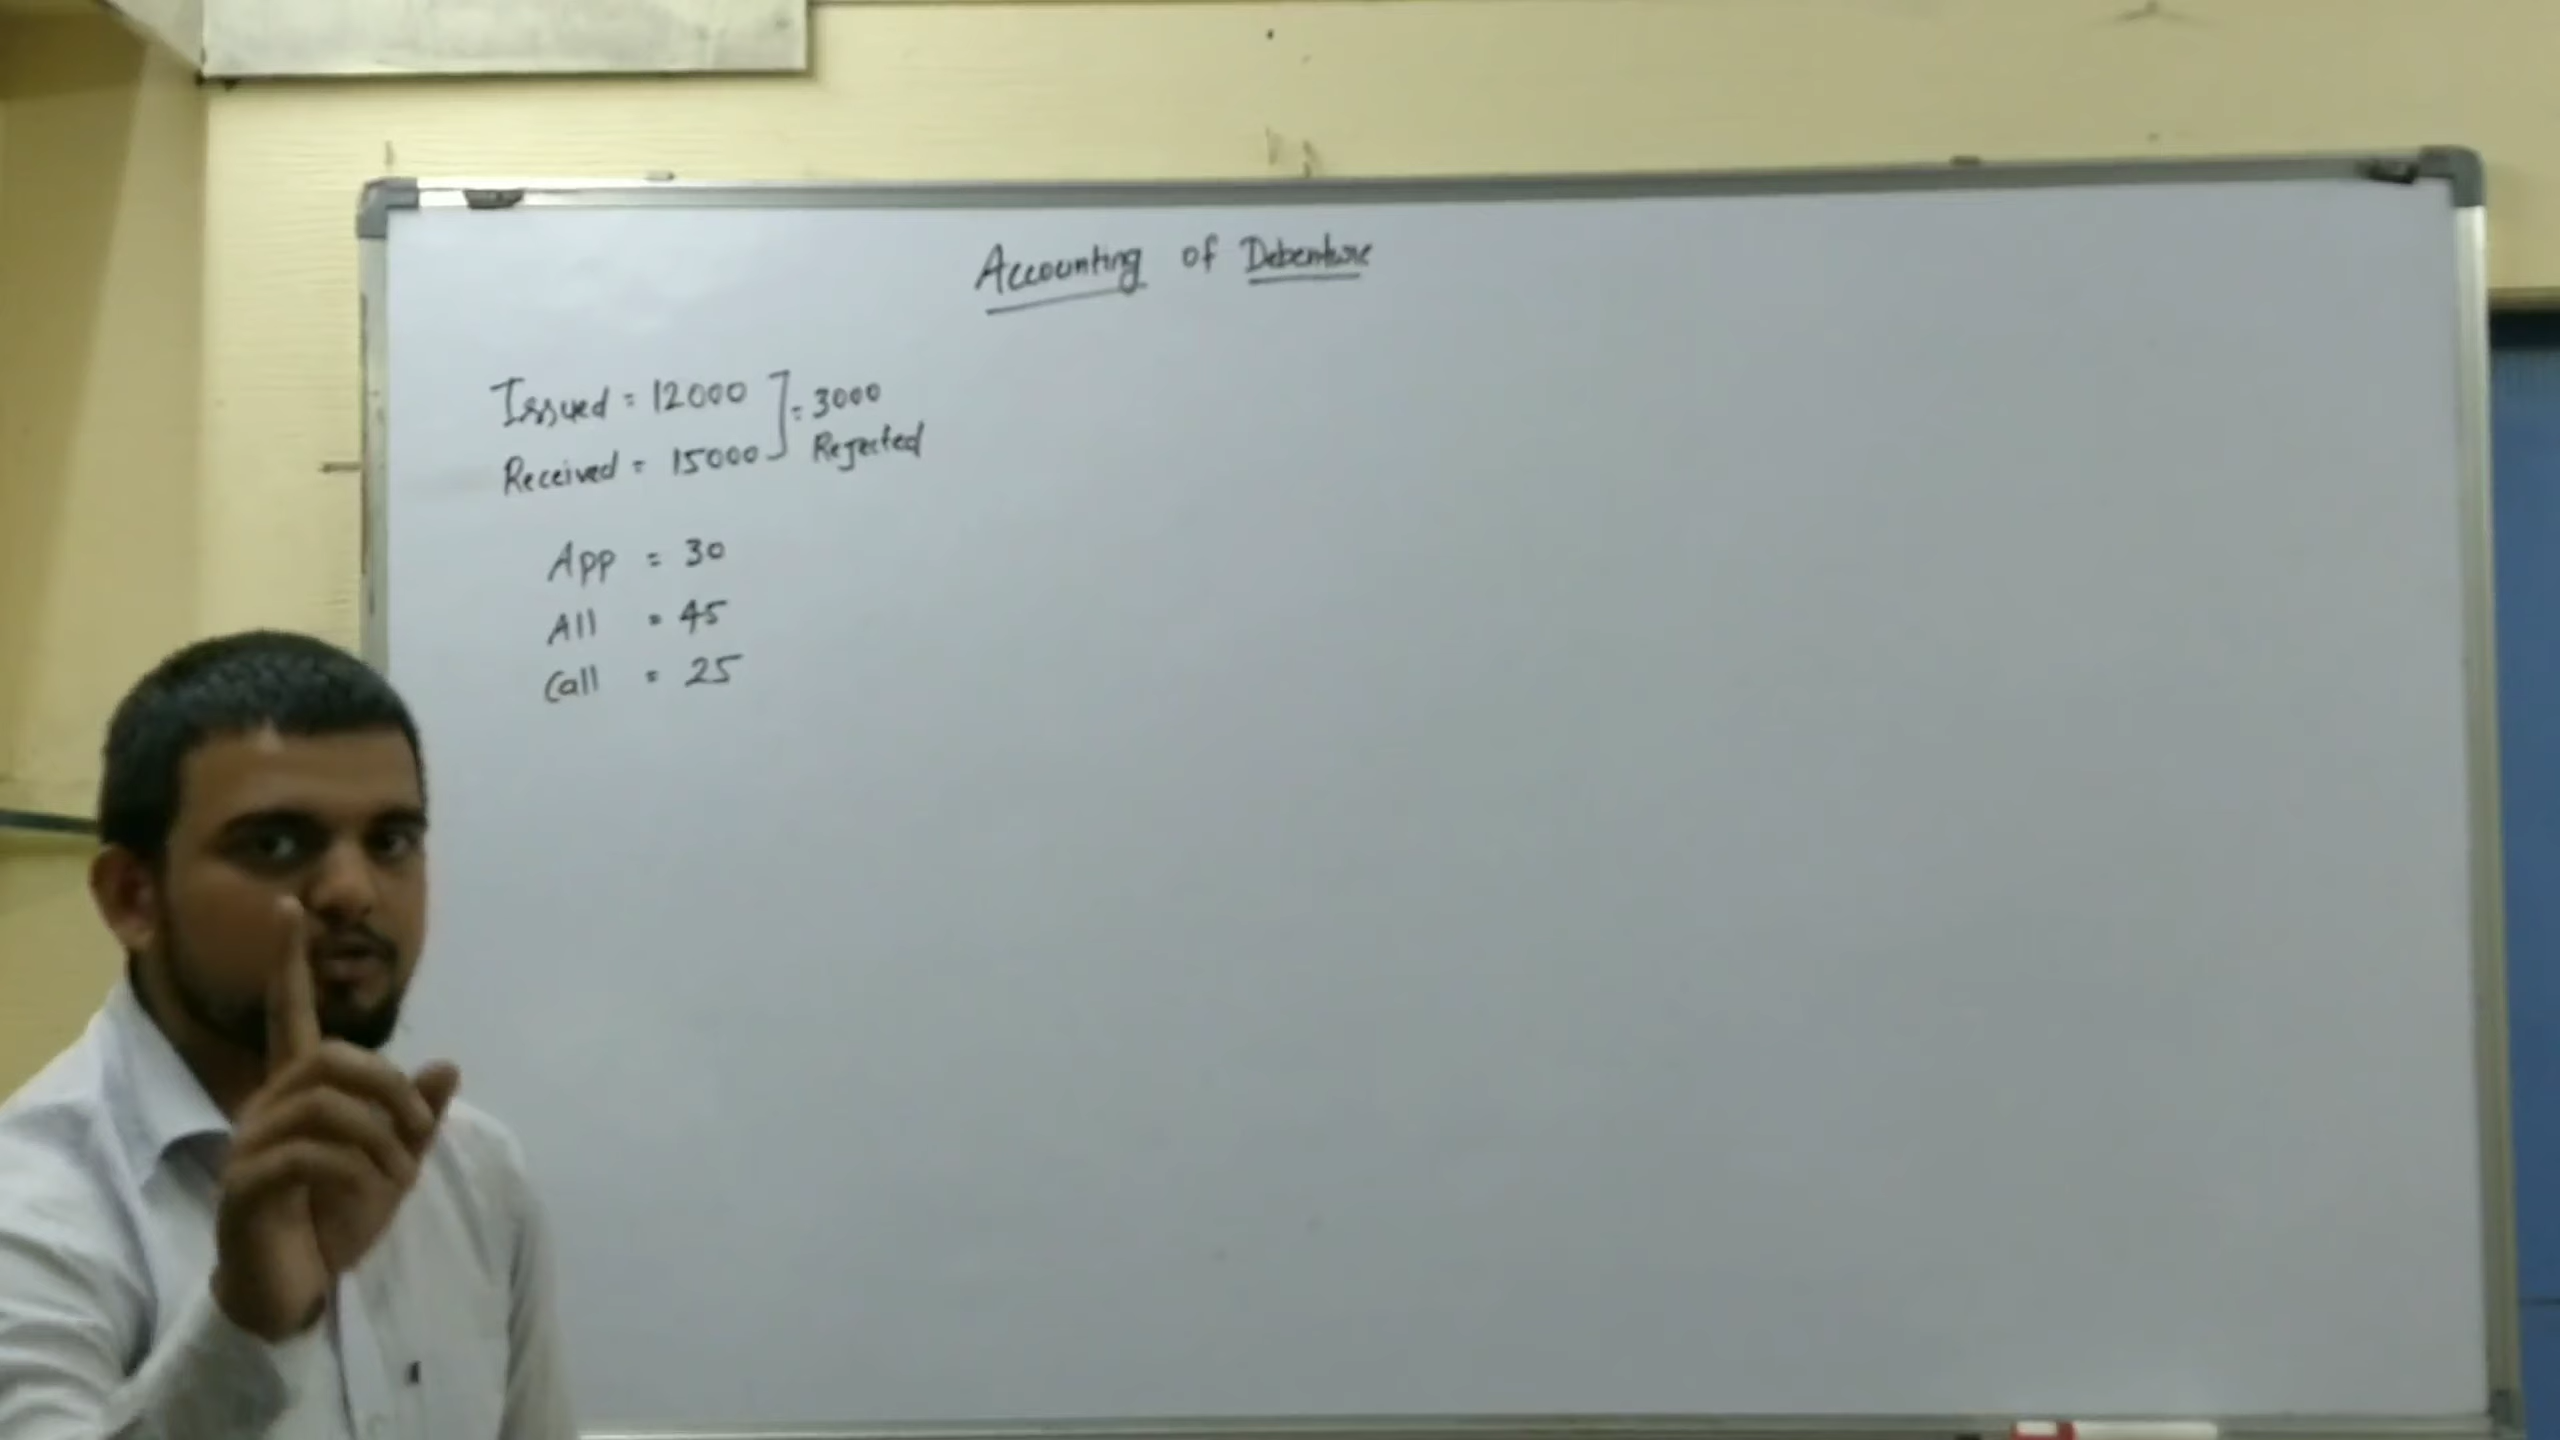 Accounting of Debenture
Issued = 12000
Received = 15000
= 3000
Rejected
App = 30
All = 45
Call = 25